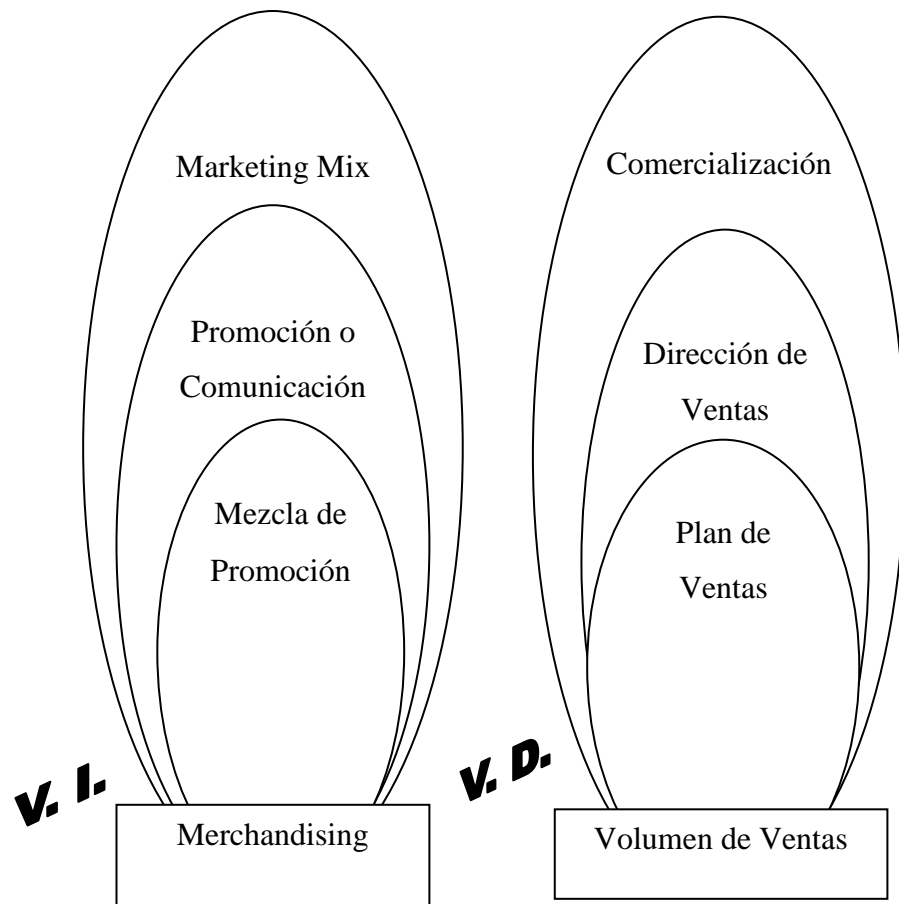 Marketing Mix
Promoción o
Comunicación
Mezcla de
Promoción
V. I.
Merchandising
Comercialización
Dirección de
Ventas
Plan de
Ventas
V. D.
Volumen de Ventas